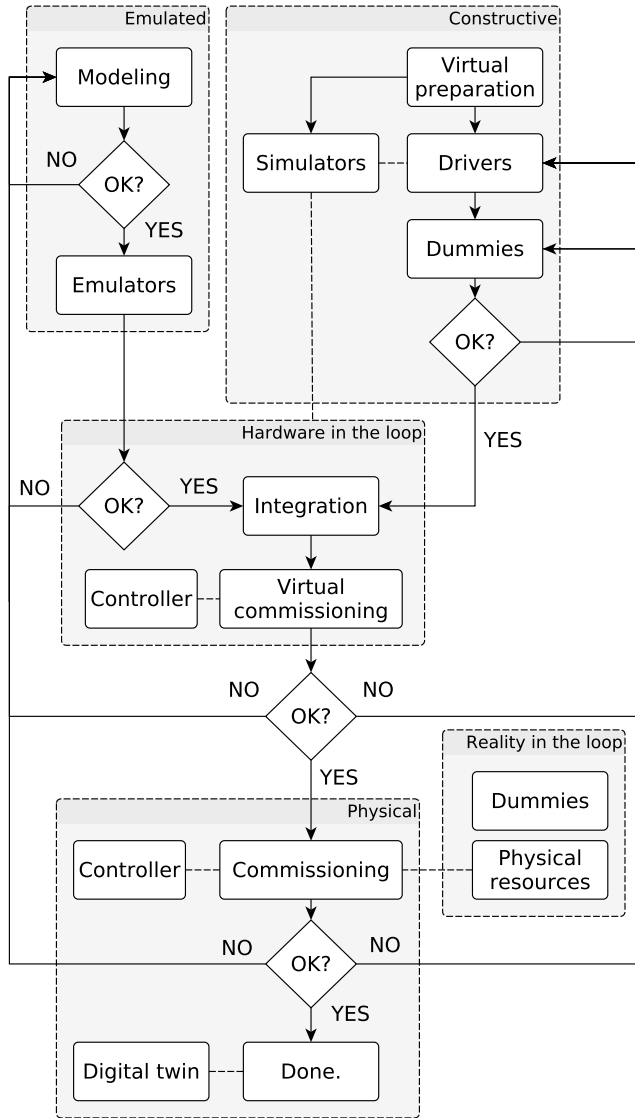 Emulated
Modeling
NO
OK?
YES
Emulators
Constructive
Virtual
preparation
Simulators
Drivers
Dummies
OK?
YES
Hardware in the loop
NO
OK?
YES
Integration
Controller
Virtual
commissioning
NO
NO
OK?
YES
Reality in the loop
Dummies
Physical
resources
Physical
Controller
Commissioning
NO
NO
OK?
YES
Digital twin
Done.